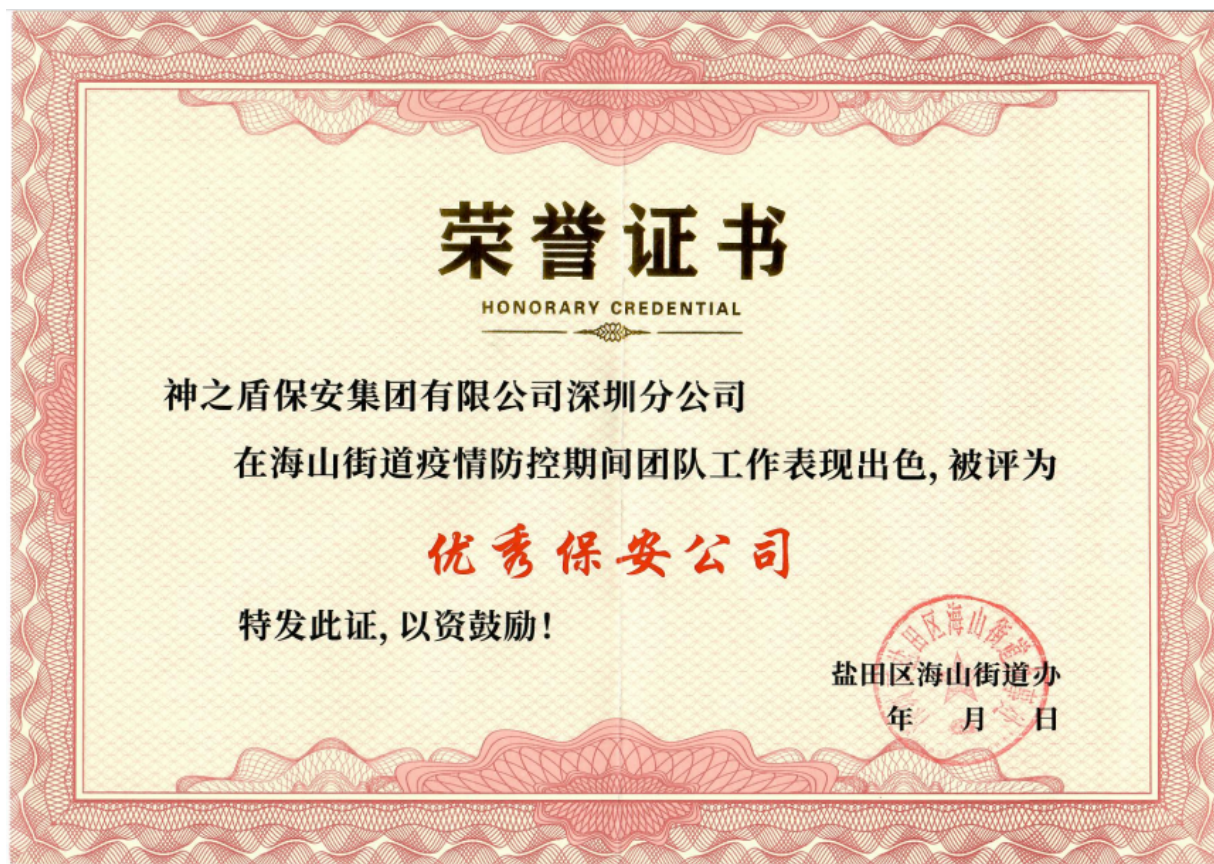 荣誉证书
HONORARY CREDENTIAL
神之盾保安集团有限公司深圳分公司
在海山街道疫情防控期间团队工作表现出色，被评为
优秀保安公司
特发此证，以资鼓励！
盐田区海山街道办
年 月 日